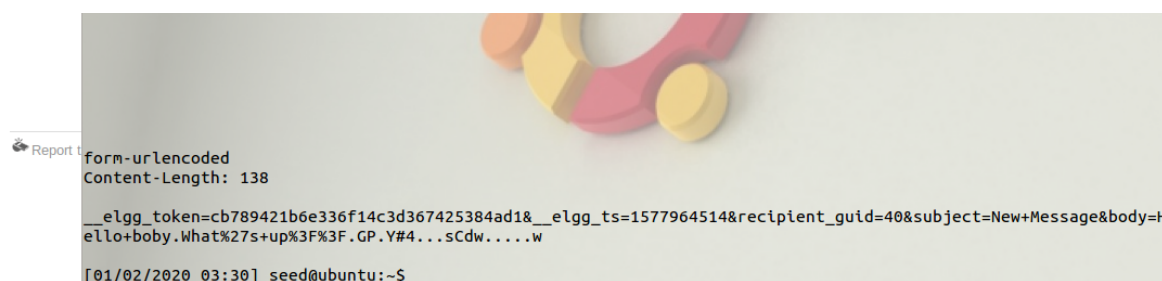 Report t
form-urlencoded
Content-Length: 138
__elgg_token=cb789421b6e336f14c3d367425384ad1&__elgg_ts=1577964514&recipient_guid=40&subject=New+Message&body=H
ello+boby.What%27s+up%3F%3F.GP.Y#4...sCdw.....w
[01/02/2020 03:30] seed@ubuntu:~$